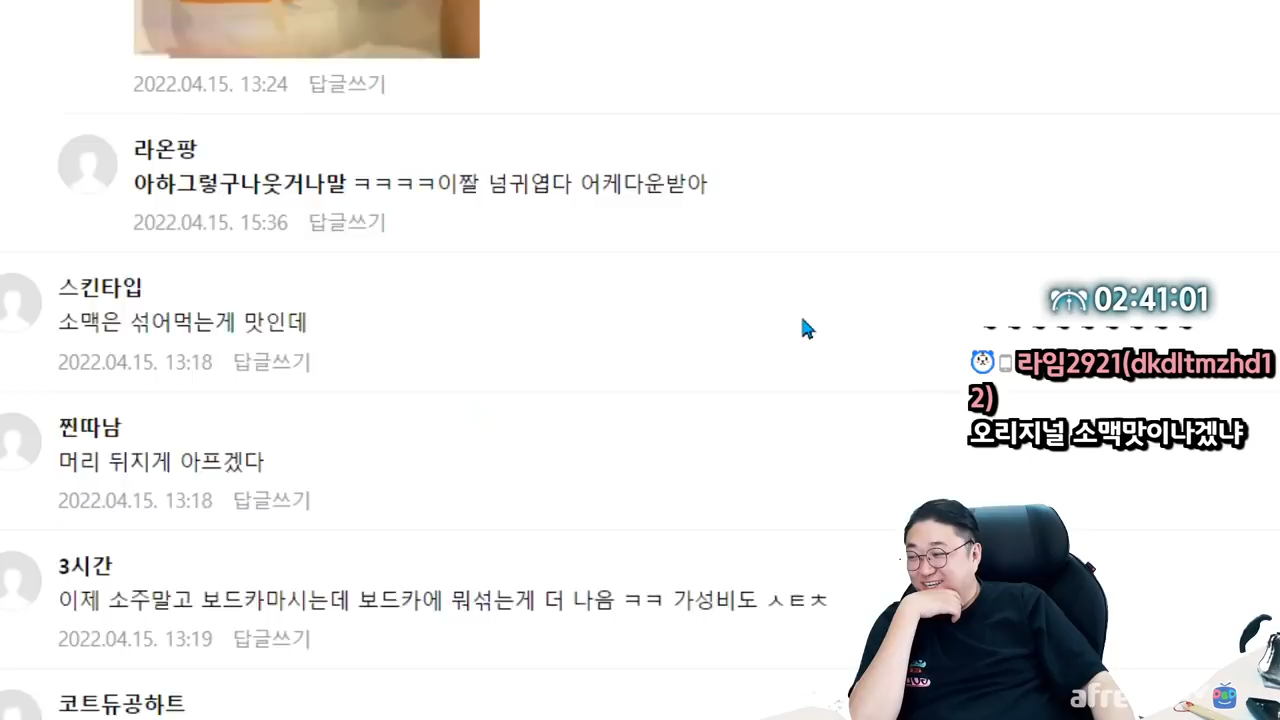 2022.04.15. 13:24 답글쓰기
라온팡
아하그렇구나웃거나말 ㅋㅋㅋㅋ이짤 넘귀엽다 어케다운받아
2022.04.15. 15:36 답글쓰기
스킨타입
소맥은 섞어먹는게 맛인데
2022.04.15. 13:18 답글쓰기
찐따남
머리 뒤지게 아프겠다
2022.04.15. 13:18 답글쓰기
3시간
이제 소주말고 보드카마시는데 보드카에 뭐섞는게 더 나음 ㅋㅋ 가성비도 ㅅㅌㅊ
2022.04.15. 13:19 답글쓰기
코트듀공하트
02:41:01
라임2921(dkdltmzhd1
2)
오리지널 소맥맛이나겠냐
afre